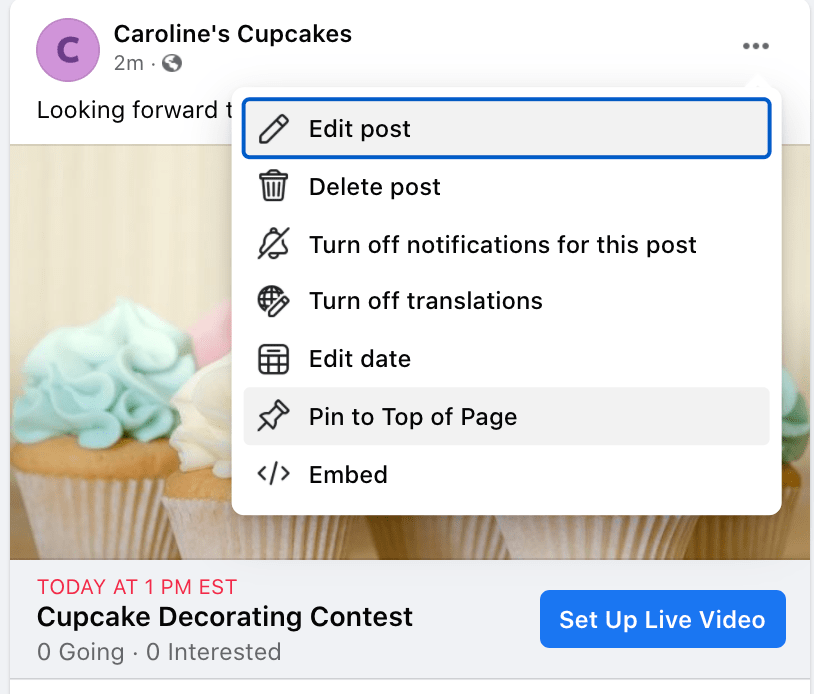 C
Caroline's Cupcakes
2m ·
Looking forward t
Edit post
Delete post
Turn off notifications for this post
Turn off translations
Edit date
Pin to Top of Page
Embed
TODAY AT 1 PM EST
Cupcake Decorating Contest
0 Going · 0 Interested
Set Up Live Video